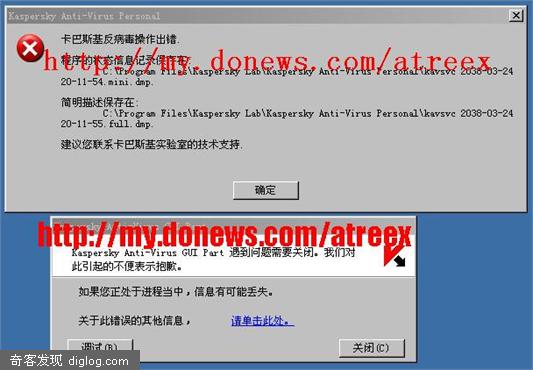 Kaspersky Anti-Virus Personal
卡巴斯基反病毒操作出错.
程序的状态信息记录保存在:
http://my.donews.com/atreex
C:\Program Files\Kaspersky Lab\Kaspersky Anti-Virus Personal\kavsvc 2038-03-24
20-11-54.mini.dmp.
简明描述保存在:
C:\Program Files\Kaspersky Lab\Kaspersky Anti-Virus Personal\kavsvc 2038-03-24
20-11-55.full.dmp.
建议您联系卡巴斯基实验室的技术支持.
确定
Kaspersky Anti-Virus GUI Part
http://my.donews.com/atreex
Kaspersky Anti-Virus GUI Part 遇到问题需要关闭。我们对
此引起的不便表示抱歉。
如果您正处于进程当中，信息有可能丢失。
关于此错误的其他信息，
请单击此处。
调试(B)
关闭(C)
奇客发现 diglog.com